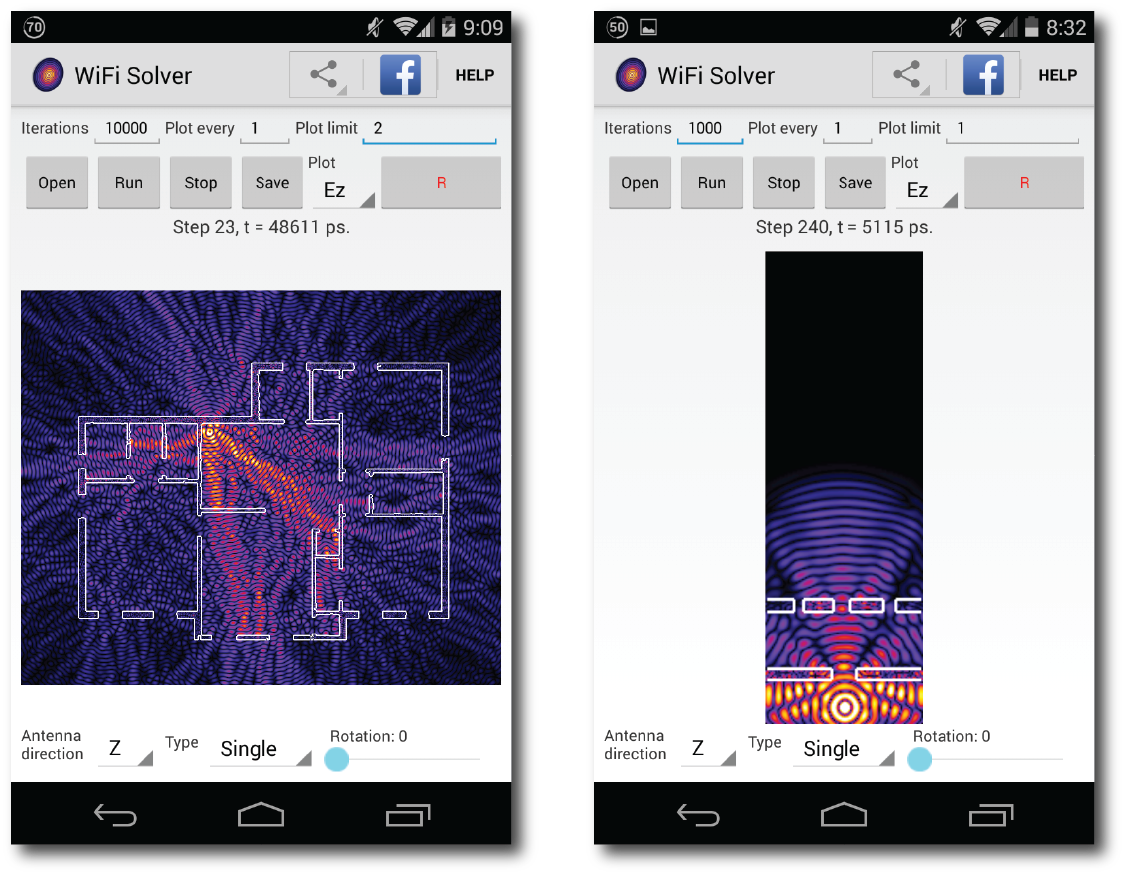 70 9:09
WiFi Solver f HELP
Iterations 10000 Plot every 1 Plot limit 2
Plot
Open Run Stop Save Ez R
Step 23, t = 48611 ps.
Antenna direction Z Type Single Rotation: 0
50 8:32
WiFi Solver f HELP
Iterations 1000 Plot every 1 Plot limit 1
Plot
Open Run Stop Save Ez R
Step 240, t = 5115 ps.
Antenna direction Z Type Single Rotation: 0